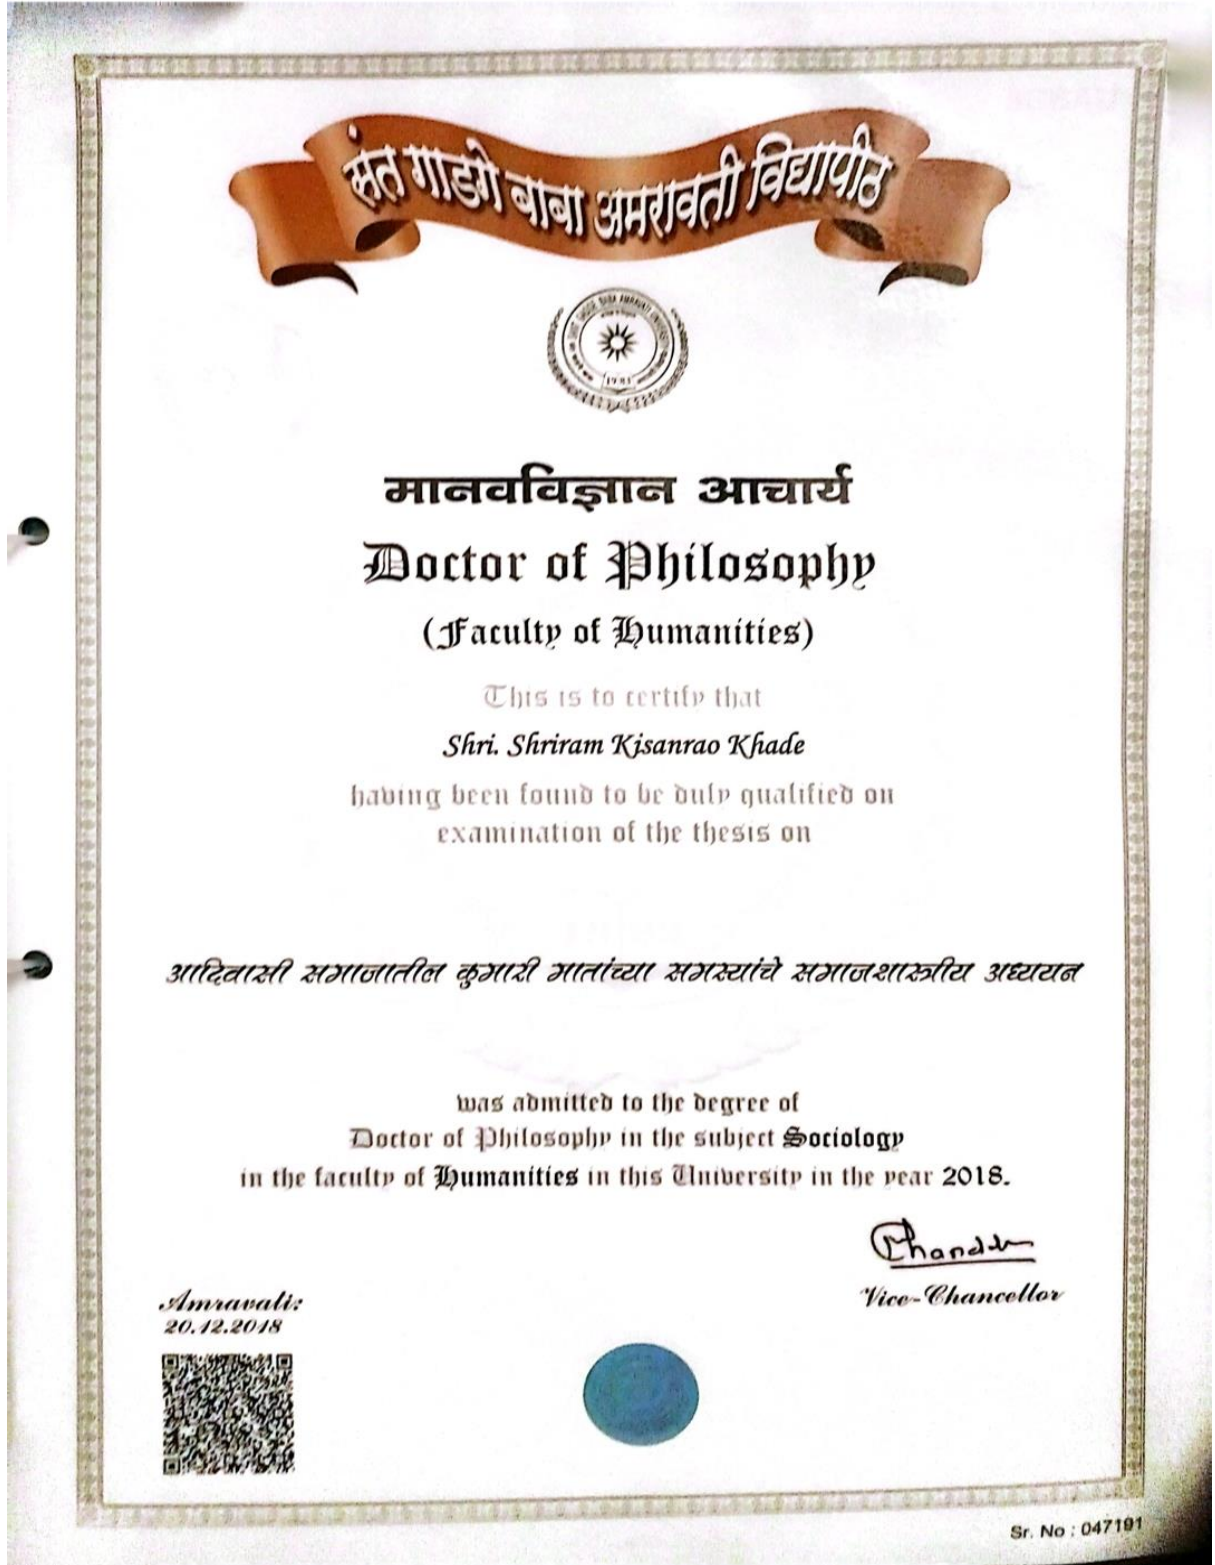 संत गाडगे बाबा अमरावती विद्यापीठ
मानवविज्ञान आचार्य
Doctor of Philosophy
(Faculty of Humanities)
This is to certify that
Shri. Shriram Kisanrao Khade
having been found to be duly qualified on
examination of the thesis on
आदिवासी समाजातील कुमारी मातांच्या समस्यांचे समाजशास्त्रीय अध्ययन
was admitted to the degree of
Doctor of Philosophy in the subject Sociology
in the faculty of Humanities in this University in the year 2018.
Vice-Chancellor
Amravati:
20.12.2018
Sr. No : 047191